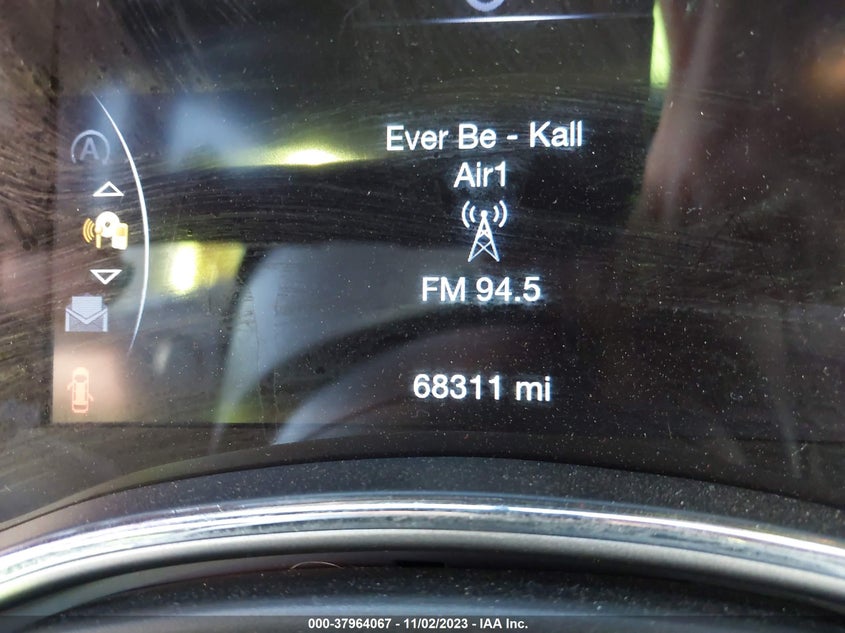 Ever Be - Kall
Air1
A
FM 94.5
68311 mi
000-37964067 - 11/02/2023 - IAA Inc.